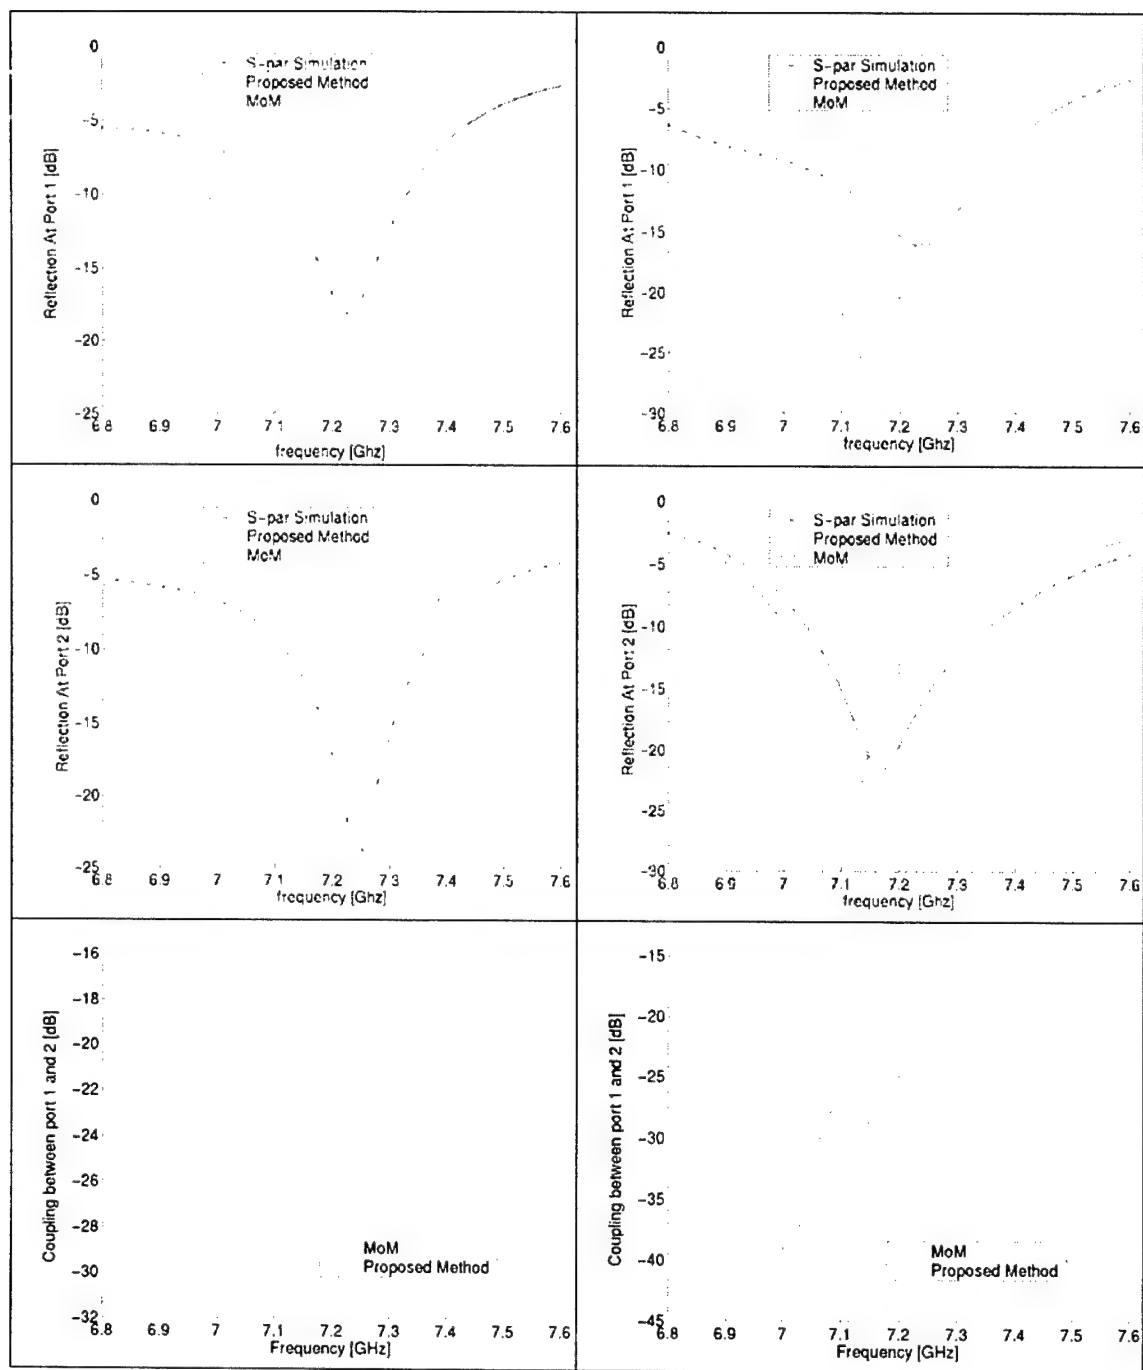 0
S-par Simulation
Proposed Method
MoM
-5
-10
-15
-20
-25
Reflection At Port 1 [dB]
6.8 6.9 7 7.1 7.2 7.3 7.4 7.5 7.6
frequency [Ghz]
0
S-par Simulation
Proposed Method
MoM
-5
-10
-15
-20
-25
-30
Reflection At Port 1 [dB]
6.8 6.9 7 7.1 7.2 7.3 7.4 7.5 7.6
frequency [Ghz]
0
S-par Simulation
Proposed Method
MoM
-5
-10
-15
-20
-25
Reflection At Port 2 [dB]
6.8 6.9 7 7.1 7.2 7.3 7.4 7.5 7.6
frequency [Ghz]
0
S-par Simulation
Proposed Method
MoM
-5
-10
-15
-20
-25
-30
Reflection At Port 2 [dB]
6.8 6.9 7 7.1 7.2 7.3 7.4 7.5 7.6
frequency [Ghz]
-16
-18
-20
-22
-24
-26
-28
-30
-32
Coupling between port 1 and 2 [dB]
MoM
Proposed Method
6.8 6.9 7 7.1 7.2 7.3 7.4 7.5 7.6
Frequency [Ghz]
-15
-20
-25
-30
-35
-40
-45
Coupling between port 1 and 2 [dB]
MoM
Proposed Method
6.8 6.9 7 7.1 7.2 7.3 7.4 7.5 7.6
Frequency [Ghz]